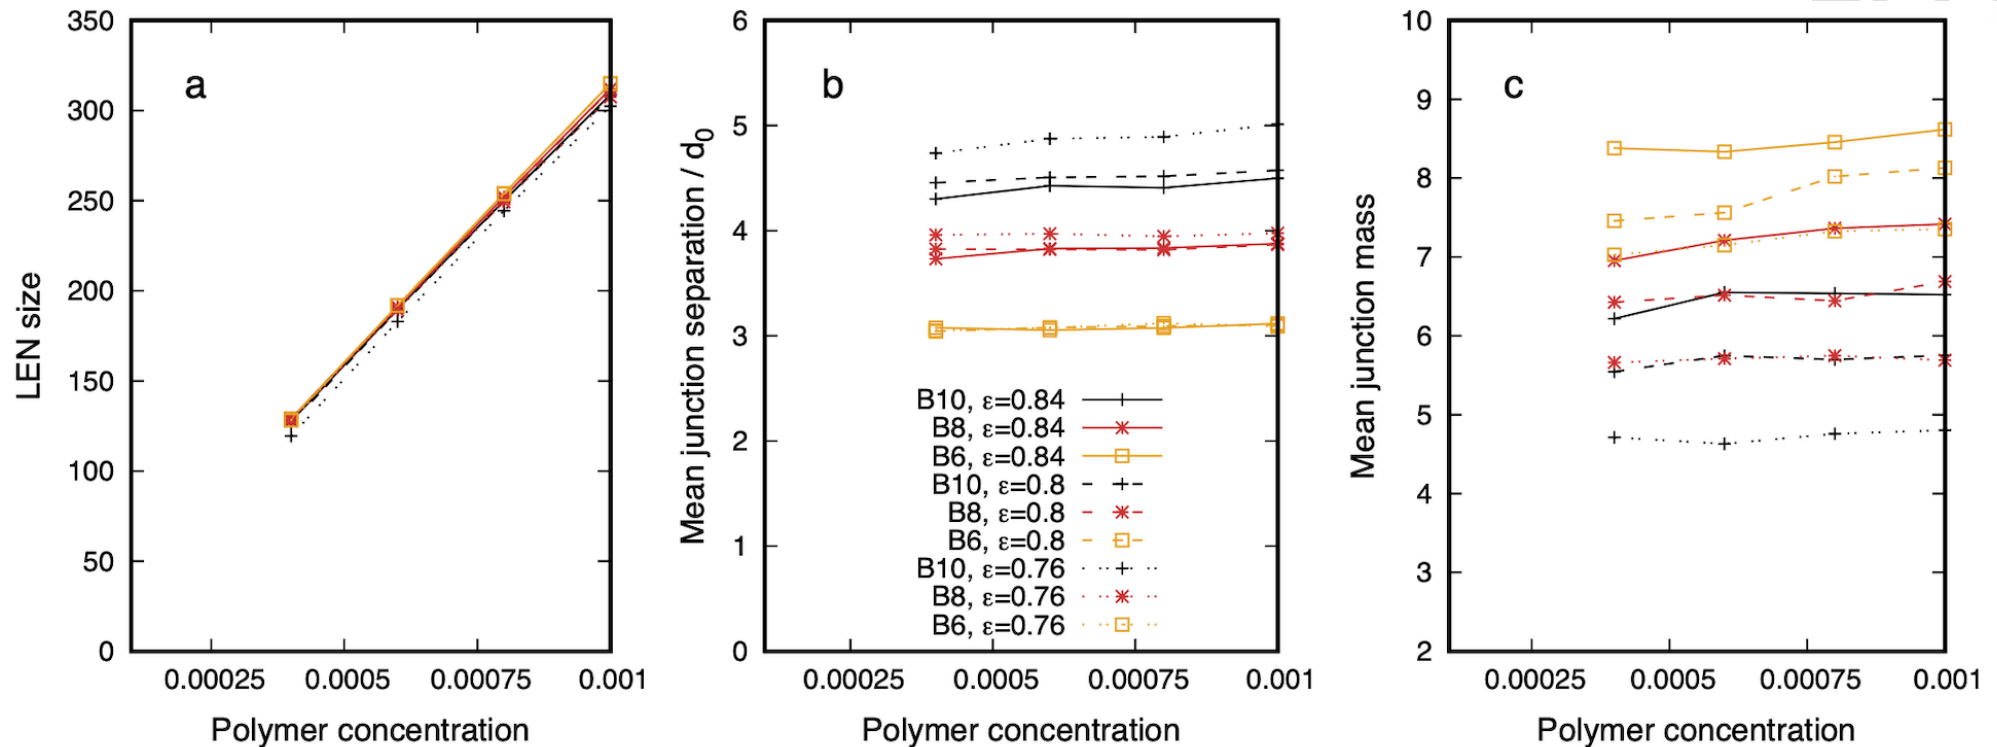 a
350
300
250
200
150
100
50
0
LEN size
0.00025
0.0005
0.00075
0.001
Polymer concentration
b
6
5
4
3
2
1
0
Mean junction separation / d0
B10, ε=0.84
B8, ε=0.84
B6, ε=0.84
B10, ε=0.8
B8, ε=0.8
B6, ε=0.8
B10, ε=0.76
B8, ε=0.76
B6, ε=0.76
0.00025
0.0005
0.00075
0.001
Polymer concentration
c
10
9
8
7
6
5
4
3
2
Mean junction mass
0.00025
0.0005
0.00075
0.001
Polymer concentration